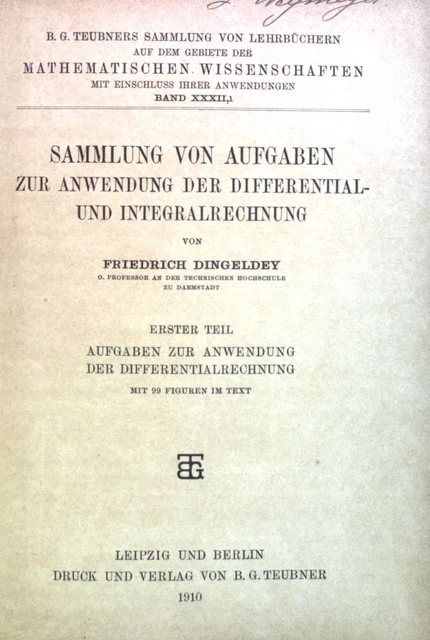 B. G. TEUBNERS SAMMLUNG VON LEHRBÜCHERN
AUF DEM GEBIETE DER
MATHEMATISCHEN WISSENSCHAFTEN
MIT EINSCHLUSS IHRER ANWENDUNGEN
BAND XXXII,1
SAMMLUNG VON AUFGABEN
ZUR ANWENDUNG DER DIFFERENTIAL-
UND INTEGRALRECHNUNG
VON
FRIEDRICH DINGELDEY
O. PROFESSOR AN DER TECHNISCHEN HOCHSCHULE
ZU DARMSTADT
ERSTER TEIL
AUFGABEN ZUR ANWENDUNG
DER DIFFERENTIALRECHNUNG
MIT 99 FIGUREN IM TEXT
BTG
LEIPZIG UND BERLIN
DRUCK UND VERLAG VON B. G. TEUBNER
1910